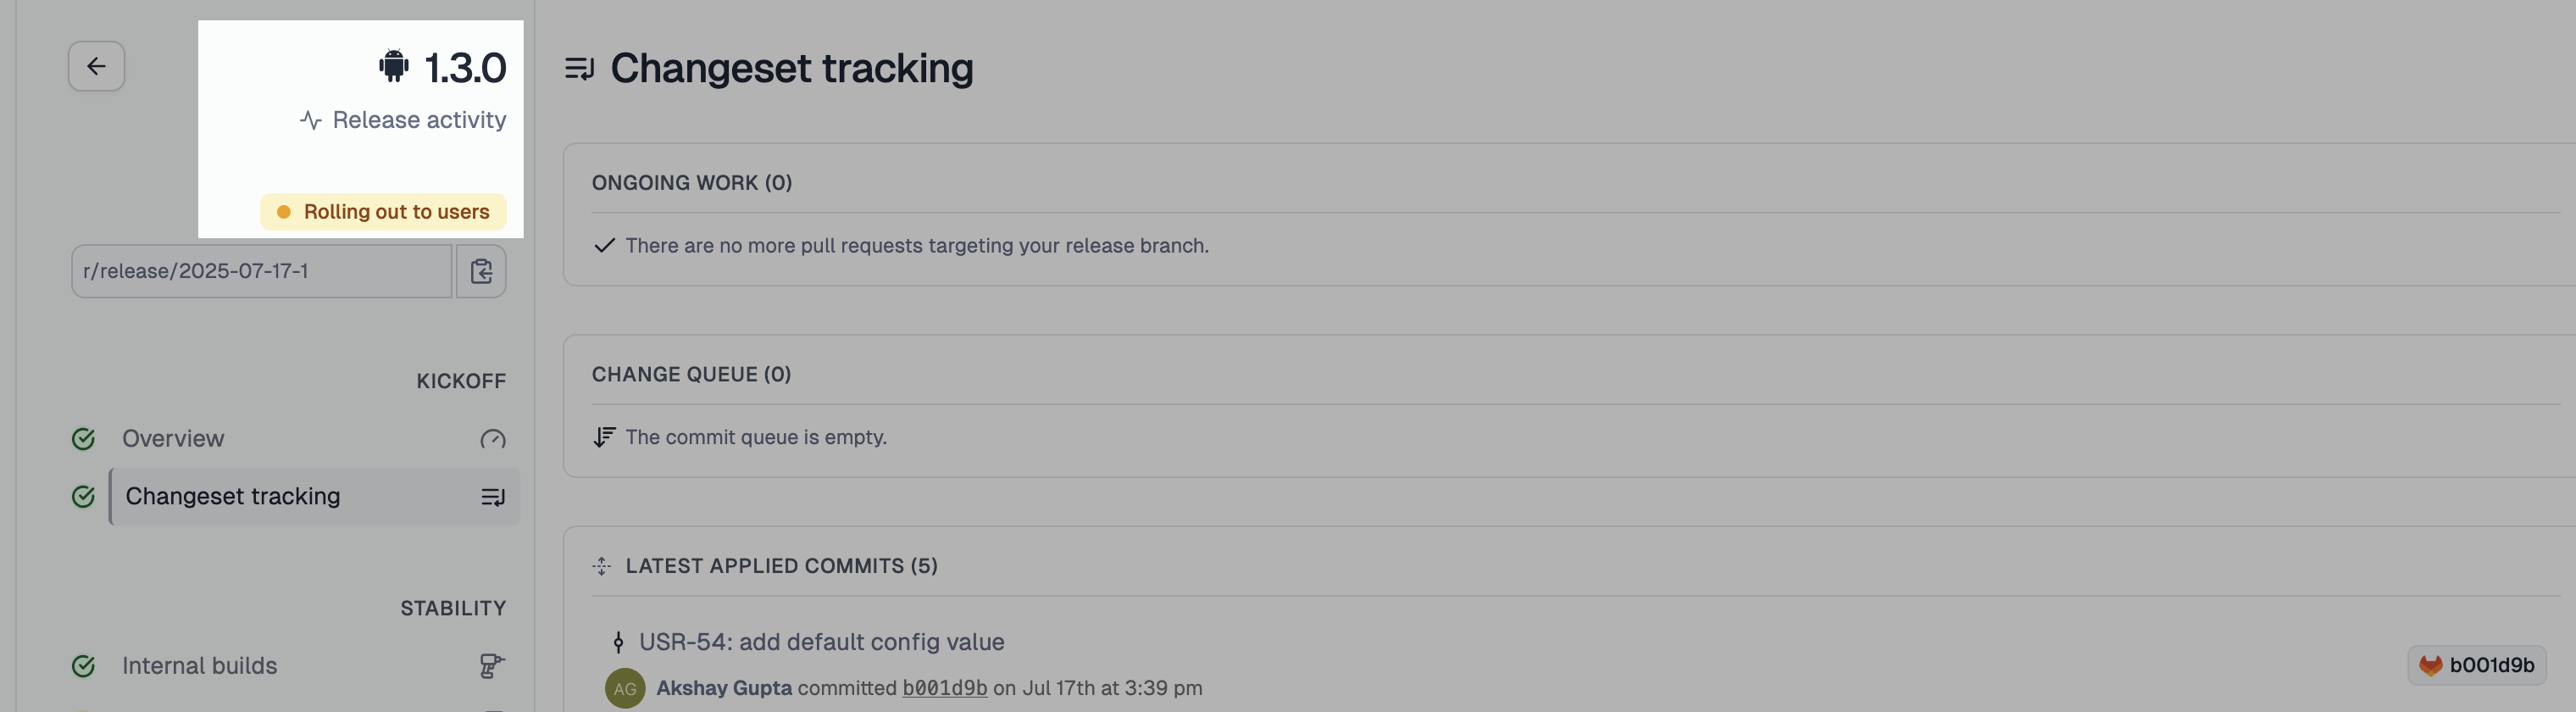 1.3.0
Release activity
Rolling out to users
r/release/2025-07-17-1
KICKOFF
Overview
Changeset tracking
STABILITY
Internal builds
Changeset tracking
ONGOING WORK (0)
There are no more pull requests targeting your release branch.
CHANGE QUEUE (0)
The commit queue is empty.
LATEST APPLIED COMMITS (5)
USR-54: add default config value
AG Akshay Gupta committed b001d9b on Jul 17th at 3:39 pm
b001d9b